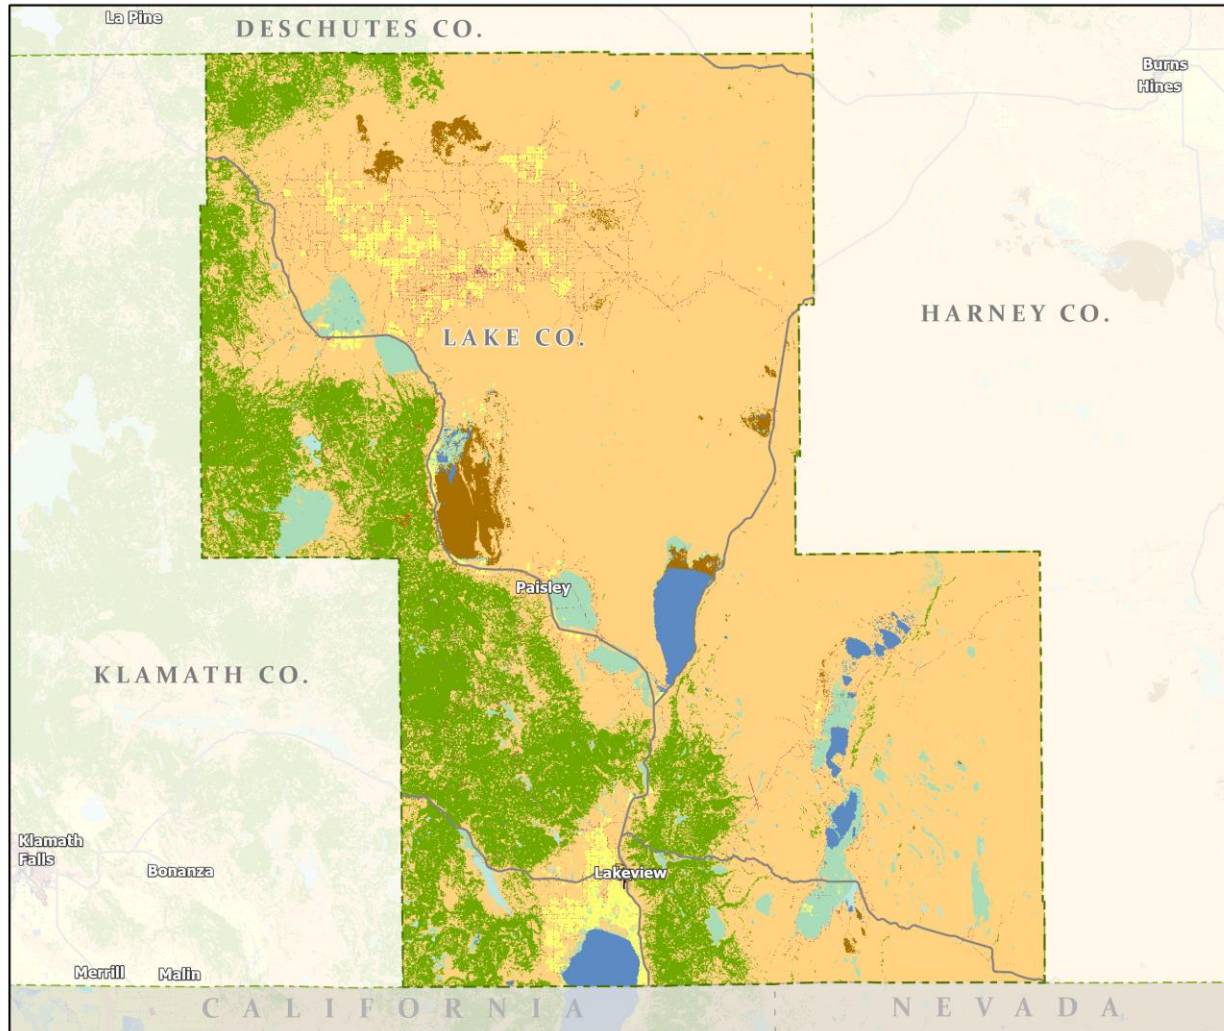 La Pine
DESCHUTES CO.
Burns
Hines
HARNEY CO.
LAKE CO.
Paisley
KLAMATH CO.
Klamath
Falls
Bonanza
Lakeview
Merrill
Malin
CALIFORNIA
NEVADA